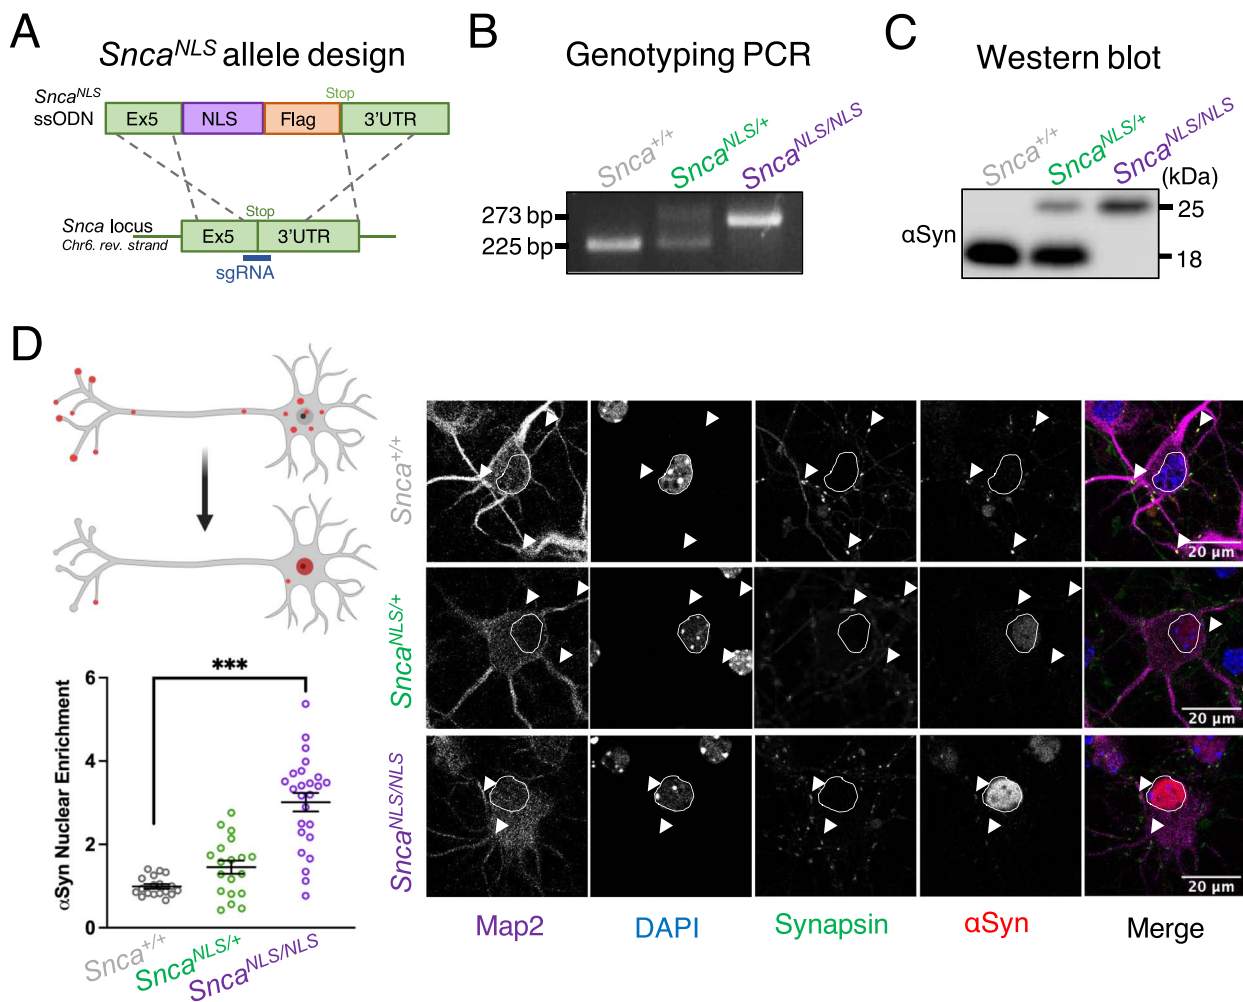 A
Snca^NLS allele design
Snca^NLS
ssODN
Ex5 NLS Flag Stop 3'UTR
Snca locus
Chr6. rev. strand
Ex5 Stop 3'UTR
sgRNA
B
Genotyping PCR
Snca^+/+ Snca^NLS/+ Snca^NLS/NLS
273 bp
225 bp
C
Western blot
Snca^+/+ Snca^NLS/+ Snca^NLS/NLS
(kDa)
αSyn
25
18
D
***
αSyn Nuclear Enrichment
6
4
2
0
Snca^+/+ Snca^NLS/+ Snca^NLS/NLS
Snca^+/+
20 μm
Snca^NLS/+
20 μm
Snca^NLS/NLS
20 μm
Map2 DAPI Synapsin αSyn Merge